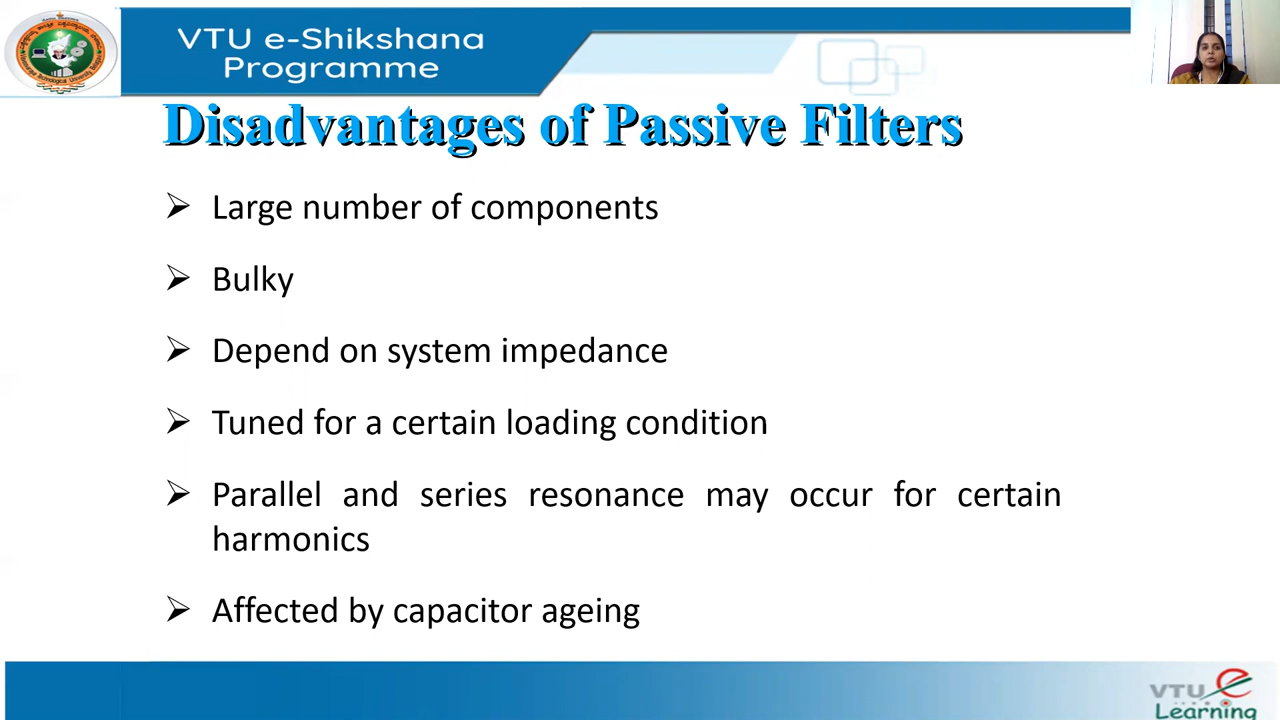 VTU e-Shikshana
Programme
Disadvantages of Passive Filters
Large number of components
Bulky
Depend on system impedance
Tuned for a certain loading condition
Parallel and series resonance may occur for certain
harmonics
Affected by capacitor ageing
VTU e
Learning